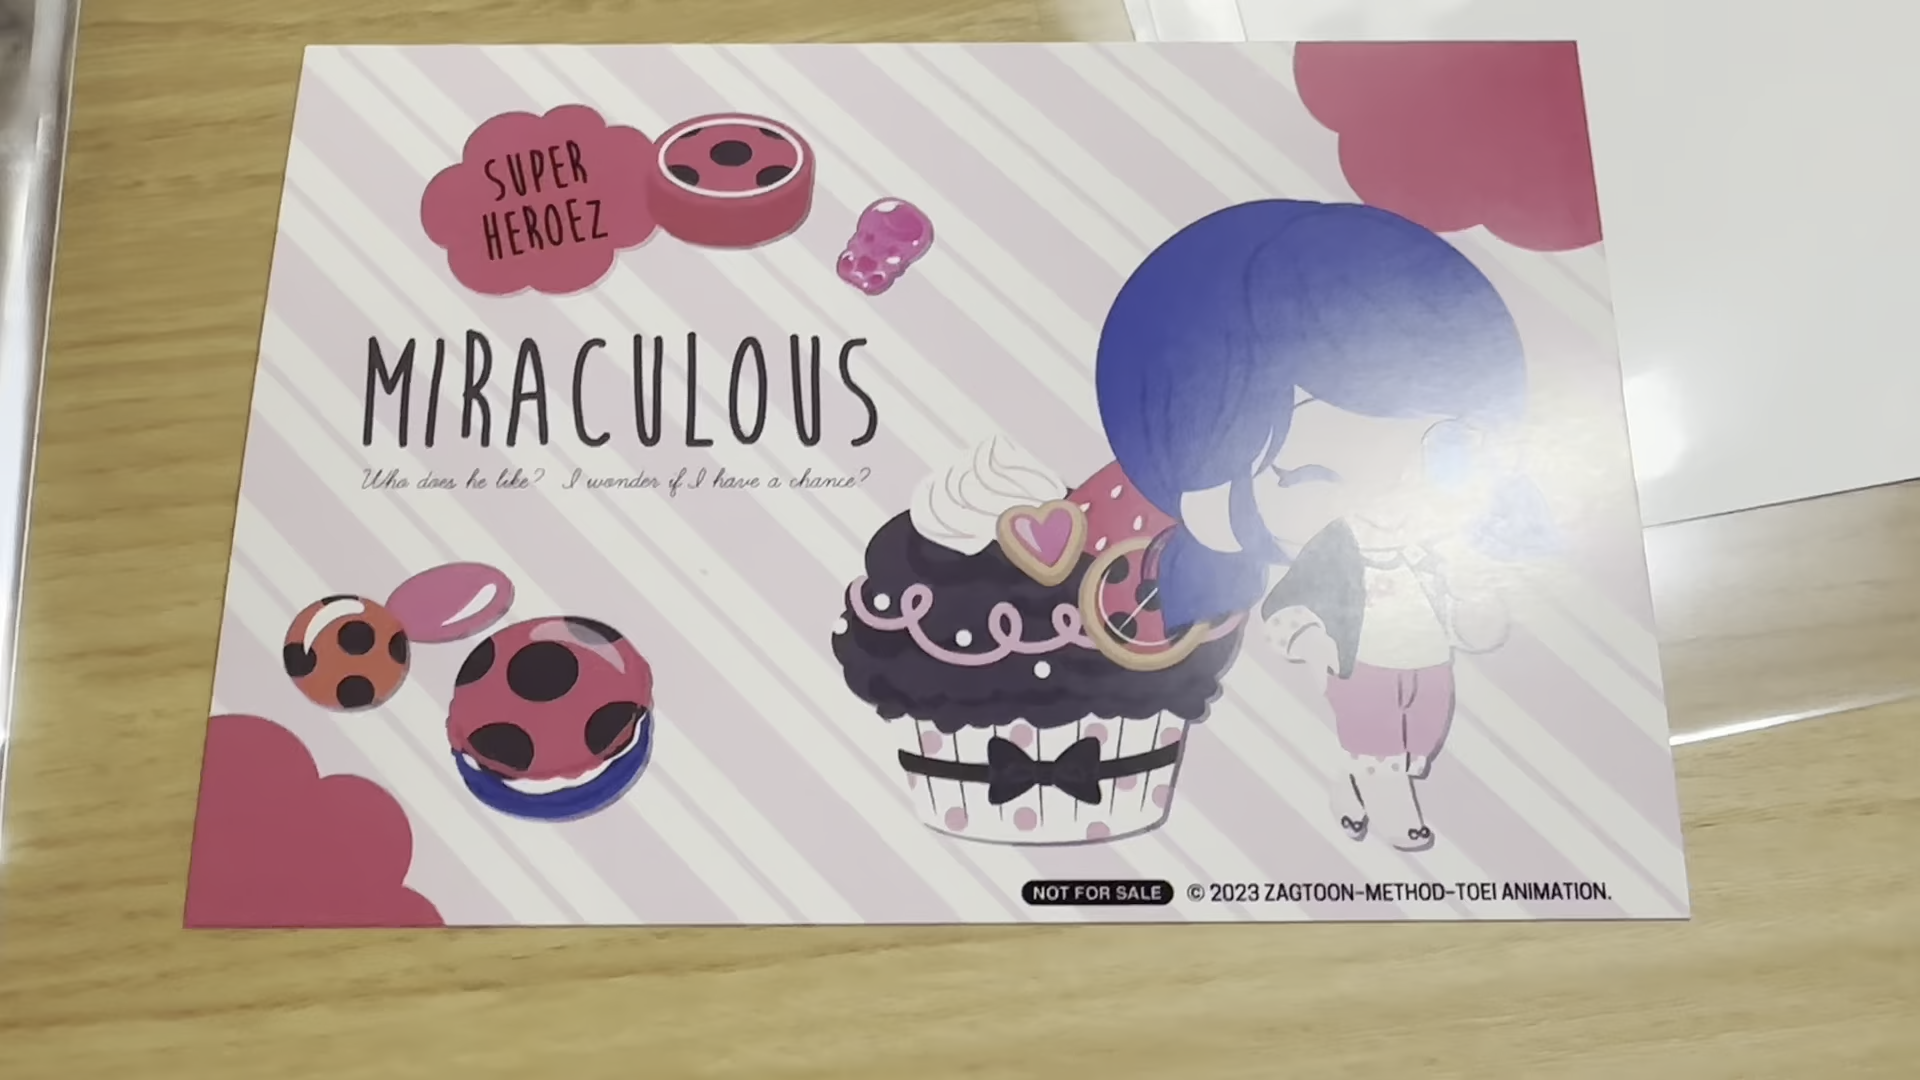 SUPER
HEROEZ
MIRACULOUS
Who does he like? I wonder if I have a chance?
NOT FOR SALE © 2023 ZAGTOON-METHOD-TOEI ANIMATION.